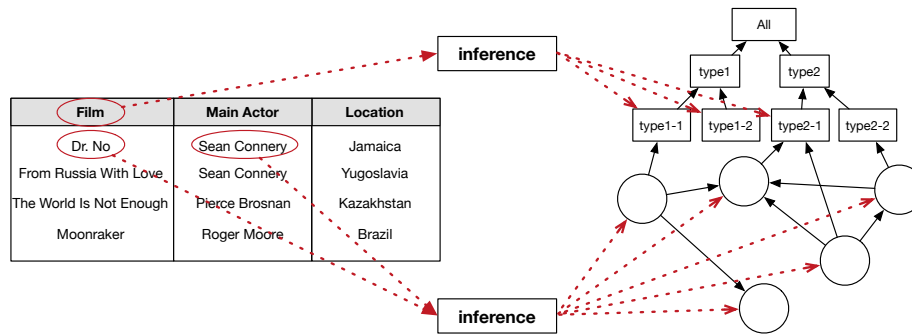 All
inference
type1 type2
Film Main Actor Location
type1-1 type1-2 type2-1 type2-2
Dr. No Sean Connery Jamaica
From Russia With Love Sean Connery Yugoslavia
The World Is Not Enough Pierce Brosnan Kazakhstan
Moonraker Roger Moore Brazil
inference